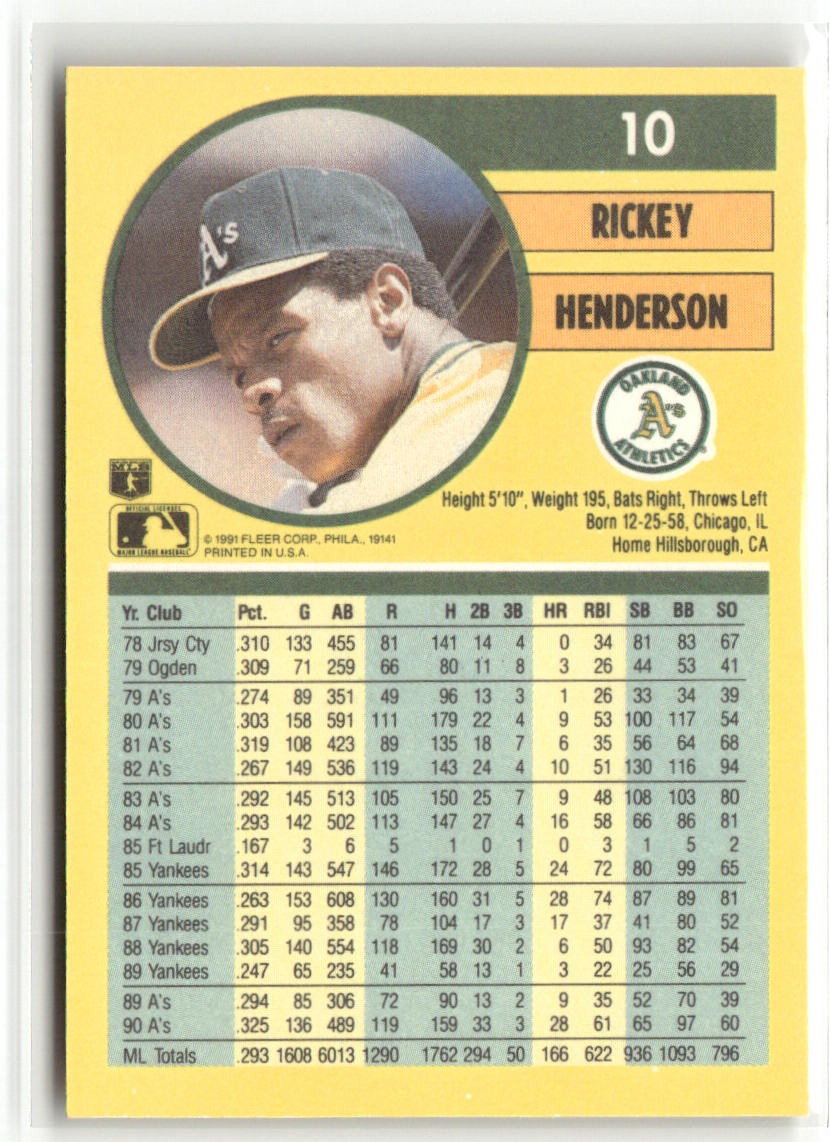 10
RICKEY
HENDERSON
A's
OAKLAND
A's
ATHLETICS
MLB
OFFICIAL LICENSEE
MAJOR LEAGUE BASEBALL
© 1991 FLEER CORP., PHILA., 19141
PRINTED IN U.S.A.
Height 5'10", Weight 195, Bats Right, Throws Left
Born 12-25-58, Chicago, IL
Home Hillsborough, CA
Yr. Club Pct. G AB R H 2B 3B HR RBI SB BB SO
78 Jrsy Cty .310 133 455 81 141 14 4 0 34 81 83 67
79 Ogden .309 71 259 66 80 11 8 3 26 44 53 41
79 A's .274 89 351 49 96 13 3 1 26 33 34 39
80 A's .303 158 591 111 179 22 4 9 53 100 117 54
81 A's .319 108 423 89 135 18 7 6 35 56 64 68
82 A's .267 149 536 119 143 24 4 10 51 130 116 94
83 A's .292 145 513 105 150 25 7 9 48 108 103 80
84 A's .293 142 502 113 147 27 4 16 58 66 86 81
85 Ft Laudr .167 3 6 5 1 0 1 0 3 1 5 2
85 Yankees .314 143 547 146 172 28 5 24 72 80 99 65
86 Yankees .263 153 608 130 160 31 5 28 74 87 89 81
87 Yankees .291 95 358 78 104 17 3 17 37 41 80 52
88 Yankees .305 140 554 118 169 30 2 6 50 93 82 54
89 Yankees .247 65 235 41 58 13 1 3 22 25 56 29
89 A's .294 85 306 72 90 13 2 9 35 52 70 39
90 A's .325 136 489 119 159 33 3 28 61 65 97 60
ML Totals .293 1608 6013 1290 1762 294 50 166 622 936 1093 796